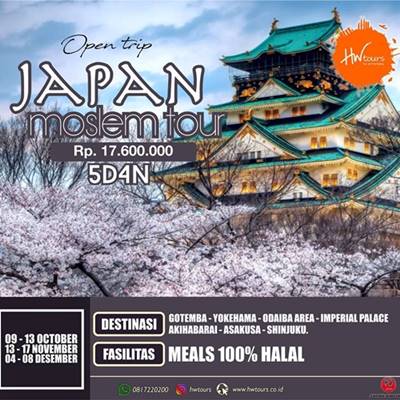 Open trip
HW
tours
JAPAN
moslem tour
Rp. 17.600.000
5D4N
09 - 13 OCTOBER
13 - 17 NOVEMBER
04 - 08 DESEMBER
DESTINASI
GOTEMBA - YOKEHAMA - ODAIBA AREA - IMPERIAL PALACE
AKIHABARAI - ASAKUSA - SHINJUKU.
FASILITAS
MEALS 100% HALAL
0817220200
hwtours
www.hwtours.co.id